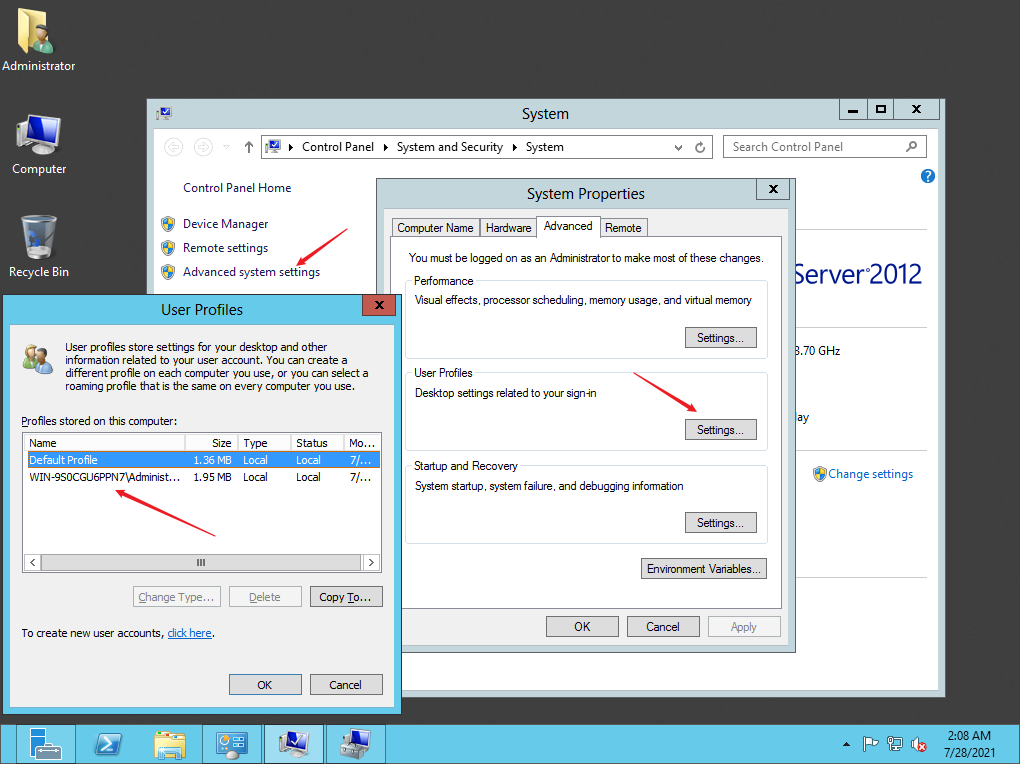 Administrator
Computer
Recycle Bin
System
Control Panel
System and Security
System
Search Control Panel
Control Panel Home
Device Manager
Remote settings
Advanced system settings
Server 2012
3.70 GHz
Change settings
System Properties
Computer Name
Hardware
Advanced
Remote
You must be logged on as an Administrator to make most of these changes.
Performance
Visual effects, processor scheduling, memory usage, and virtual memory
Settings...
User Profiles
Desktop settings related to your sign-in
Settings...
Startup and Recovery
System startup, system failure, and debugging information
Settings...
Environment Variables...
OK
Cancel
Apply
User Profiles
User profiles store settings for your desktop and other
information related to your user account. You can create a
different profile on each computer you use, or you can select a
roaming profile that is the same on every computer you use.
Profiles stored on this computer:
Name Size Type Status Mo...
Default Profile 1.36 MB Local Local 7/...
WIN-9S0CGU6PPN7\Administ... 1.95 MB Local Local 7/...
Change Type...
Delete
Copy To...
To create new user accounts, click here.
OK
Cancel
2:08 AM
7/28/2021